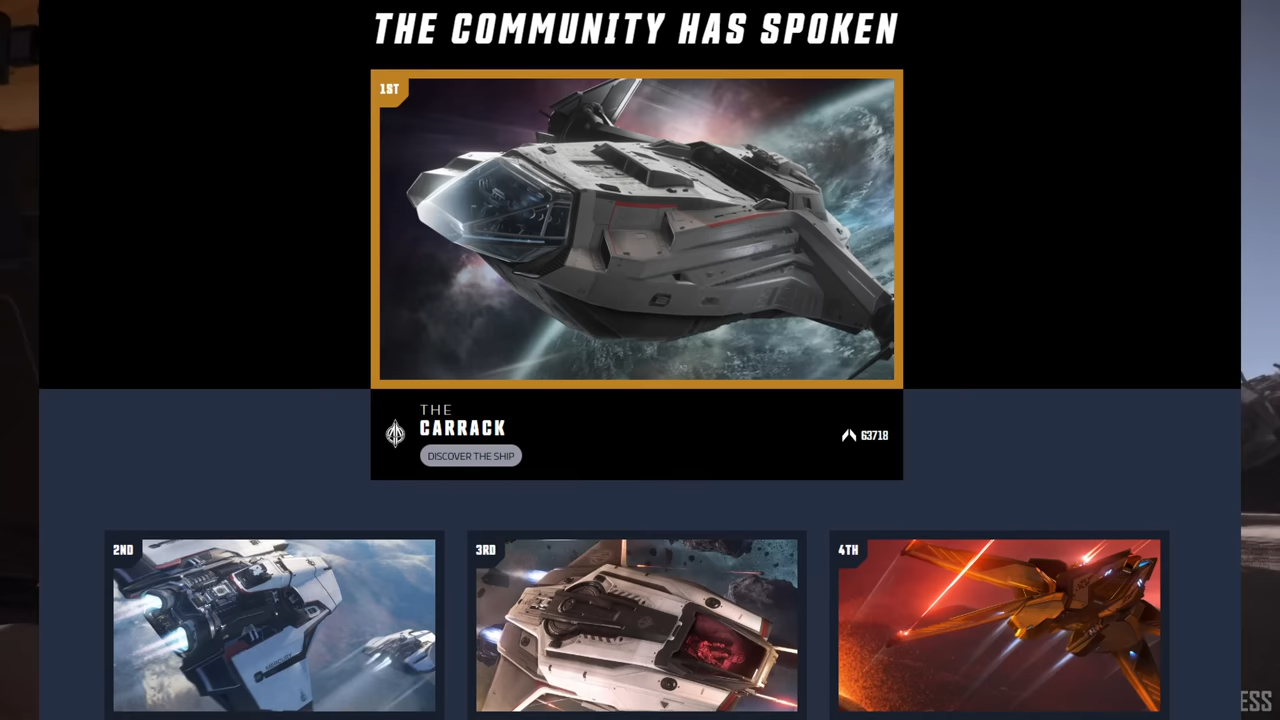 THE COMMUNITY HAS SPOKEN
1ST
THE
CARRACK
DISCOVER THE SHIP
63718
2ND
3RD
4TH
ESS